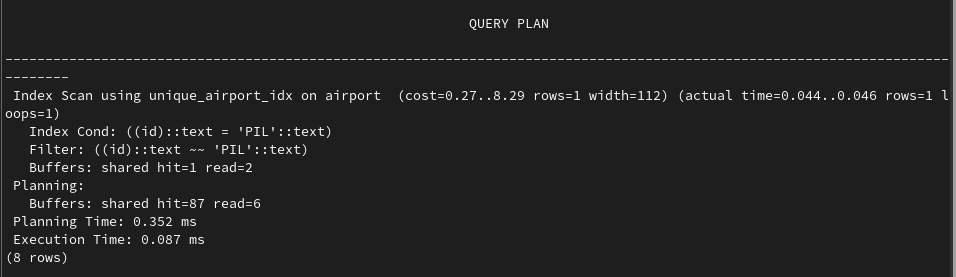 QUERY PLAN
----------------------------------------------------------------------------------------------------------------------
--------
Index Scan using unique_airport_idx on airport  (cost=0.27..8.29 rows=1 width=112) (actual time=0.044..0.046 rows=1 l
oops=1)
Index Cond: ((id)::text = 'PIL'::text)
Filter: ((id)::text ~~ 'PIL'::text)
Buffers: shared hit=1 read=2
Planning:
Buffers: shared hit=87 read=6
Planning Time: 0.352 ms
Execution Time: 0.087 ms
(8 rows)